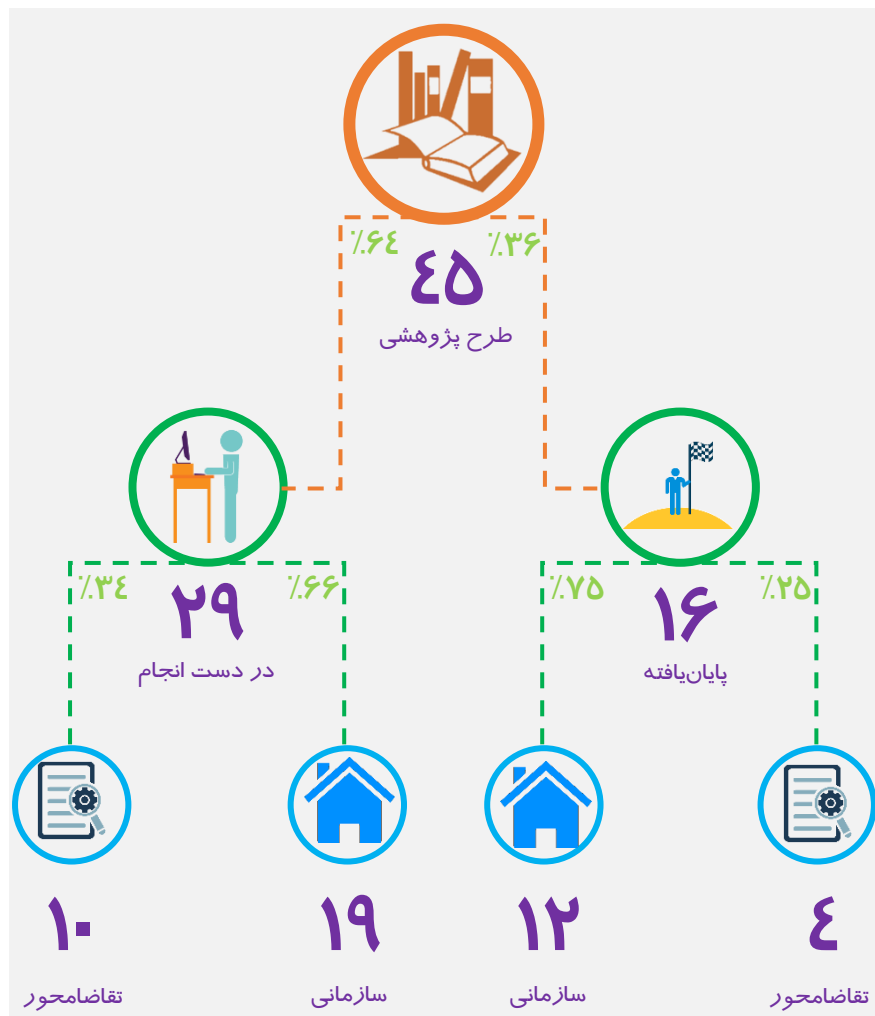 ٪۳۶
٪۶۴
۴۵
طرح پژوهشی
٪۲۵
٪۷۵
۱۶
پایان‌یافته
٪۶۶
٪۳۴
۲۹
در دست انجام
۴
تقاضامحور
۱۲
سازمانی
۱۹
سازمانی
۱۰
تقاضامحور